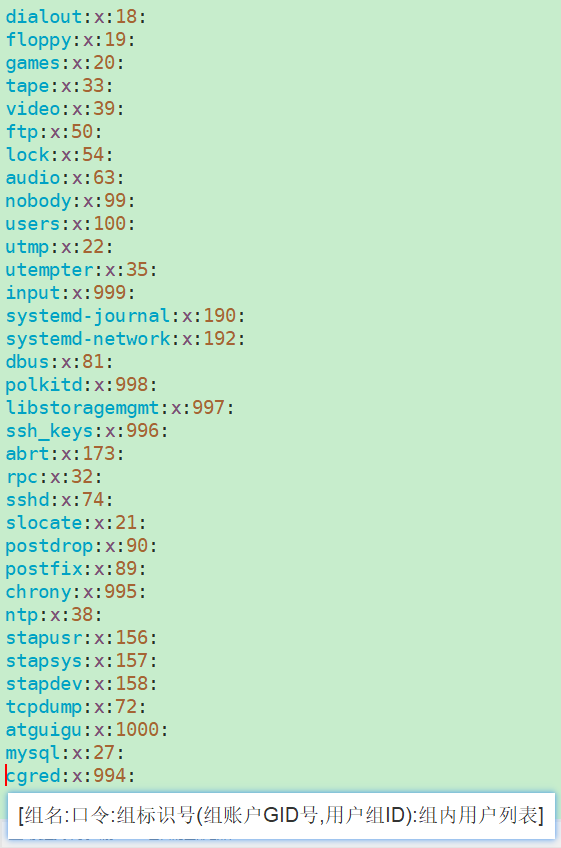 dialout:x:18:
floppy:x:19:
games:x:20:
tape:x:33:
video:x:39:
ftp:x:50:
lock:x:54:
audio:x:63:
nobody:x:99:
users:x:100:
utmp:x:22:
utempter:x:35:
input:x:999:
systemd-journal:x:190:
systemd-network:x:192:
dbus:x:81:
polkitd:x:998:
libstoragemgmt:x:997:
ssh_keys:x:996:
abrt:x:173:
rpc:x:32:
sshd:x:74:
slocate:x:21:
postdrop:x:90:
postfix:x:89:
chrony:x:995:
ntp:x:38:
stapusr:x:156:
stapsys:x:157:
stapdev:x:158:
tcpdump:x:72:
atguigu:x:1000:
mysql:x:27:
cgred:x:994:
[组名:口令:组标识号(组账户GID号,用户组ID):组内用户列表]